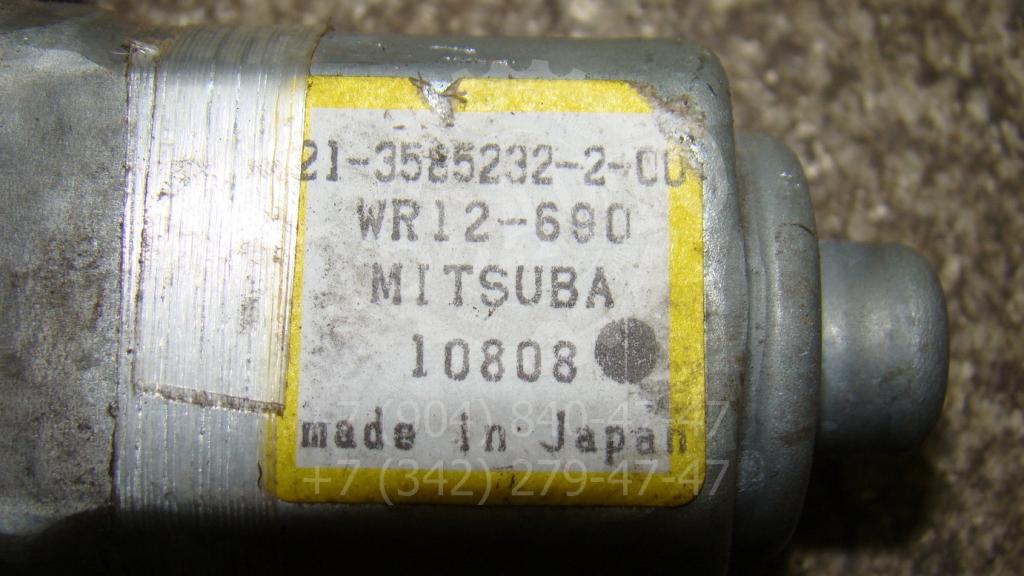 21-3585232-2-00
WR12-690
MITSUBA
10808
+7 (904) 840-47-47
made in Japan
+7 (342) 279-47-47